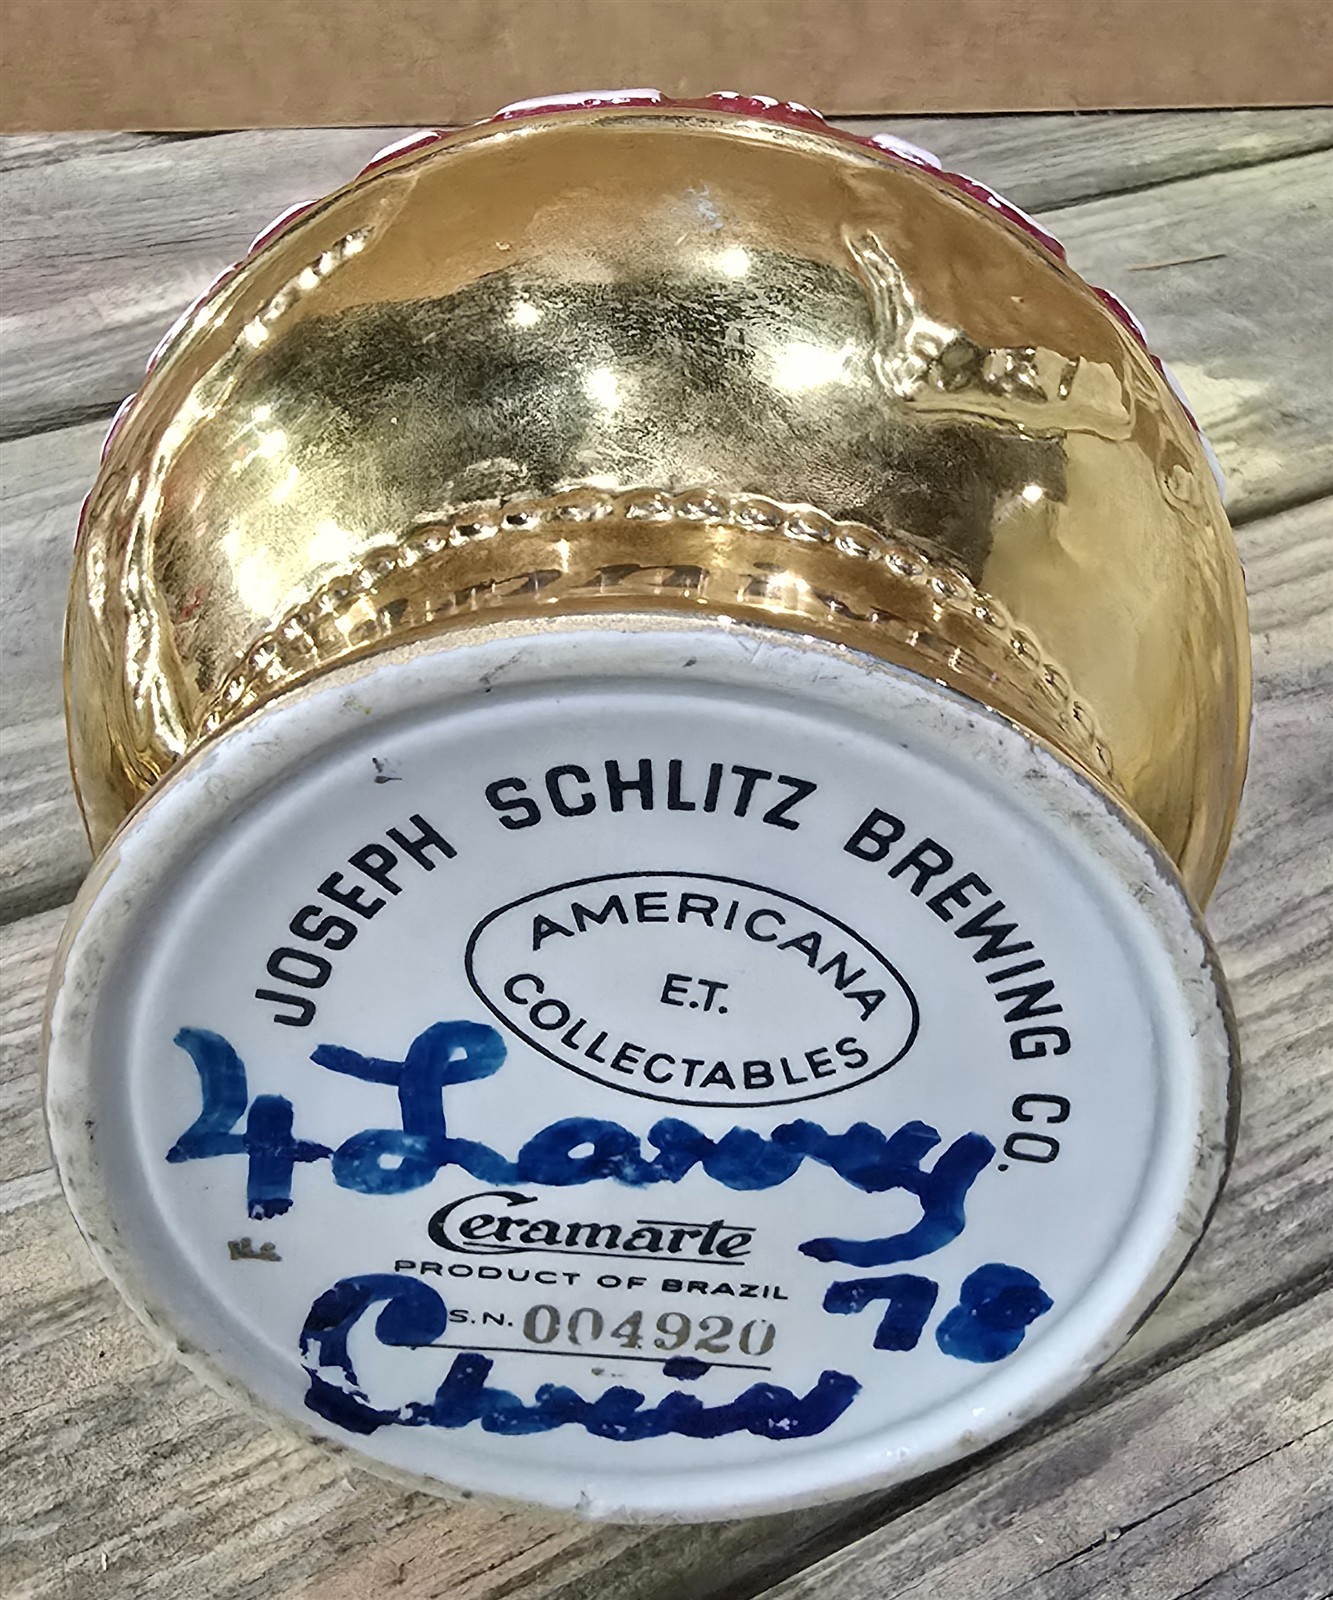 JOSEPH SCHLITZ BREWING CO.
AMERICANA
E.T.
COLLECTABLES
4 Larry
Ceramarte
PRODUCT OF BRAZIL
78
S.N. 004920
Chris